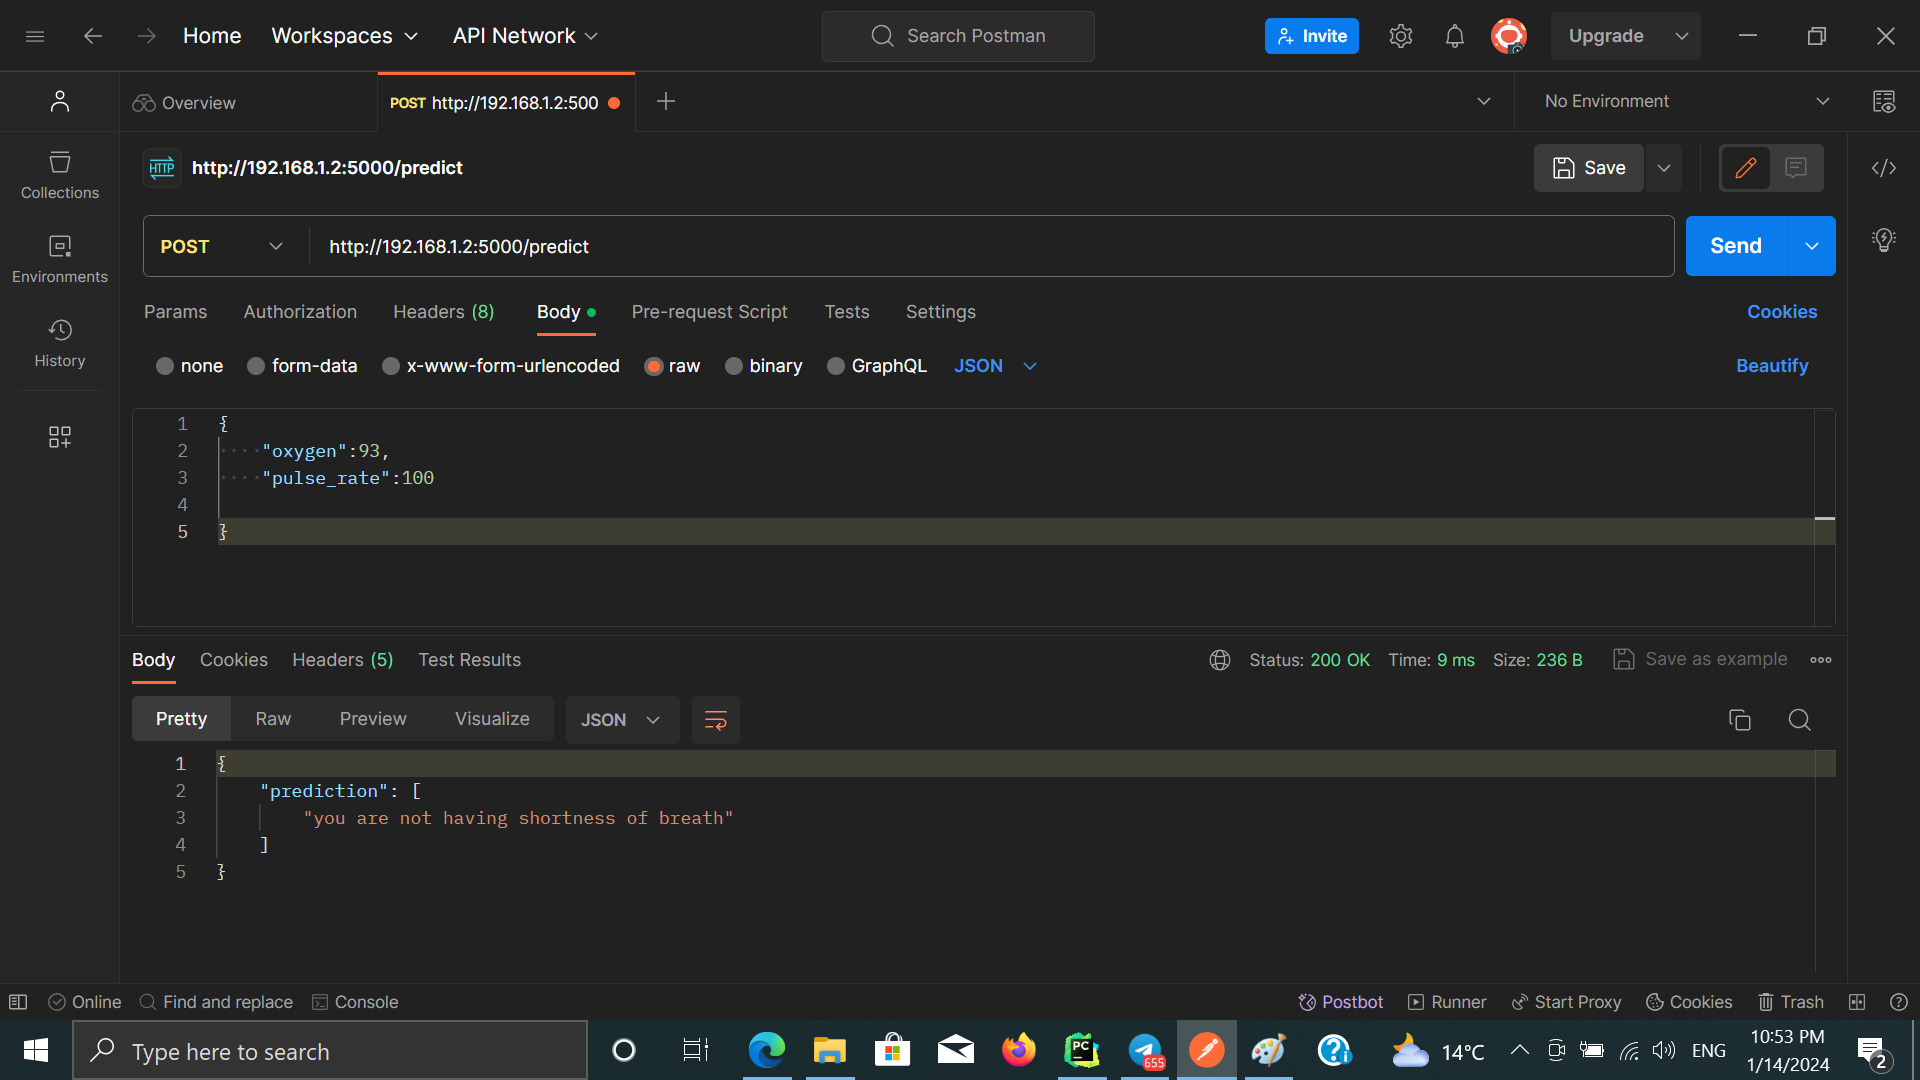 Home Workspaces API Network Search Postman Invite Upgrade
Overview POST http://192.168.1.2:500 No Environment
HTTP http://192.168.1.2:5000/predict Save
Collections
Environments
History
POST http://192.168.1.2:5000/predict Send
Params Authorization Headers (8) Body Pre-request Script Tests Settings Cookies
none form-data x-www-form-urlencoded raw binary GraphQL JSON Beautify
1 {
2 "oxygen":93,
3 "pulse_rate":100
4
5 }
Body Cookies Headers (5) Test Results Status: 200 OK Time: 9 ms Size: 236 B Save as example
Pretty Raw Preview Visualize JSON
1 {
2 "prediction": [
3 "you are not having shortness of breath"
4 ]
5 }
Online Find and replace Console Postbot Runner Start Proxy Cookies Trash
Type here to search PC 655 14°C ENG 10:53 PM
1/14/2024 2